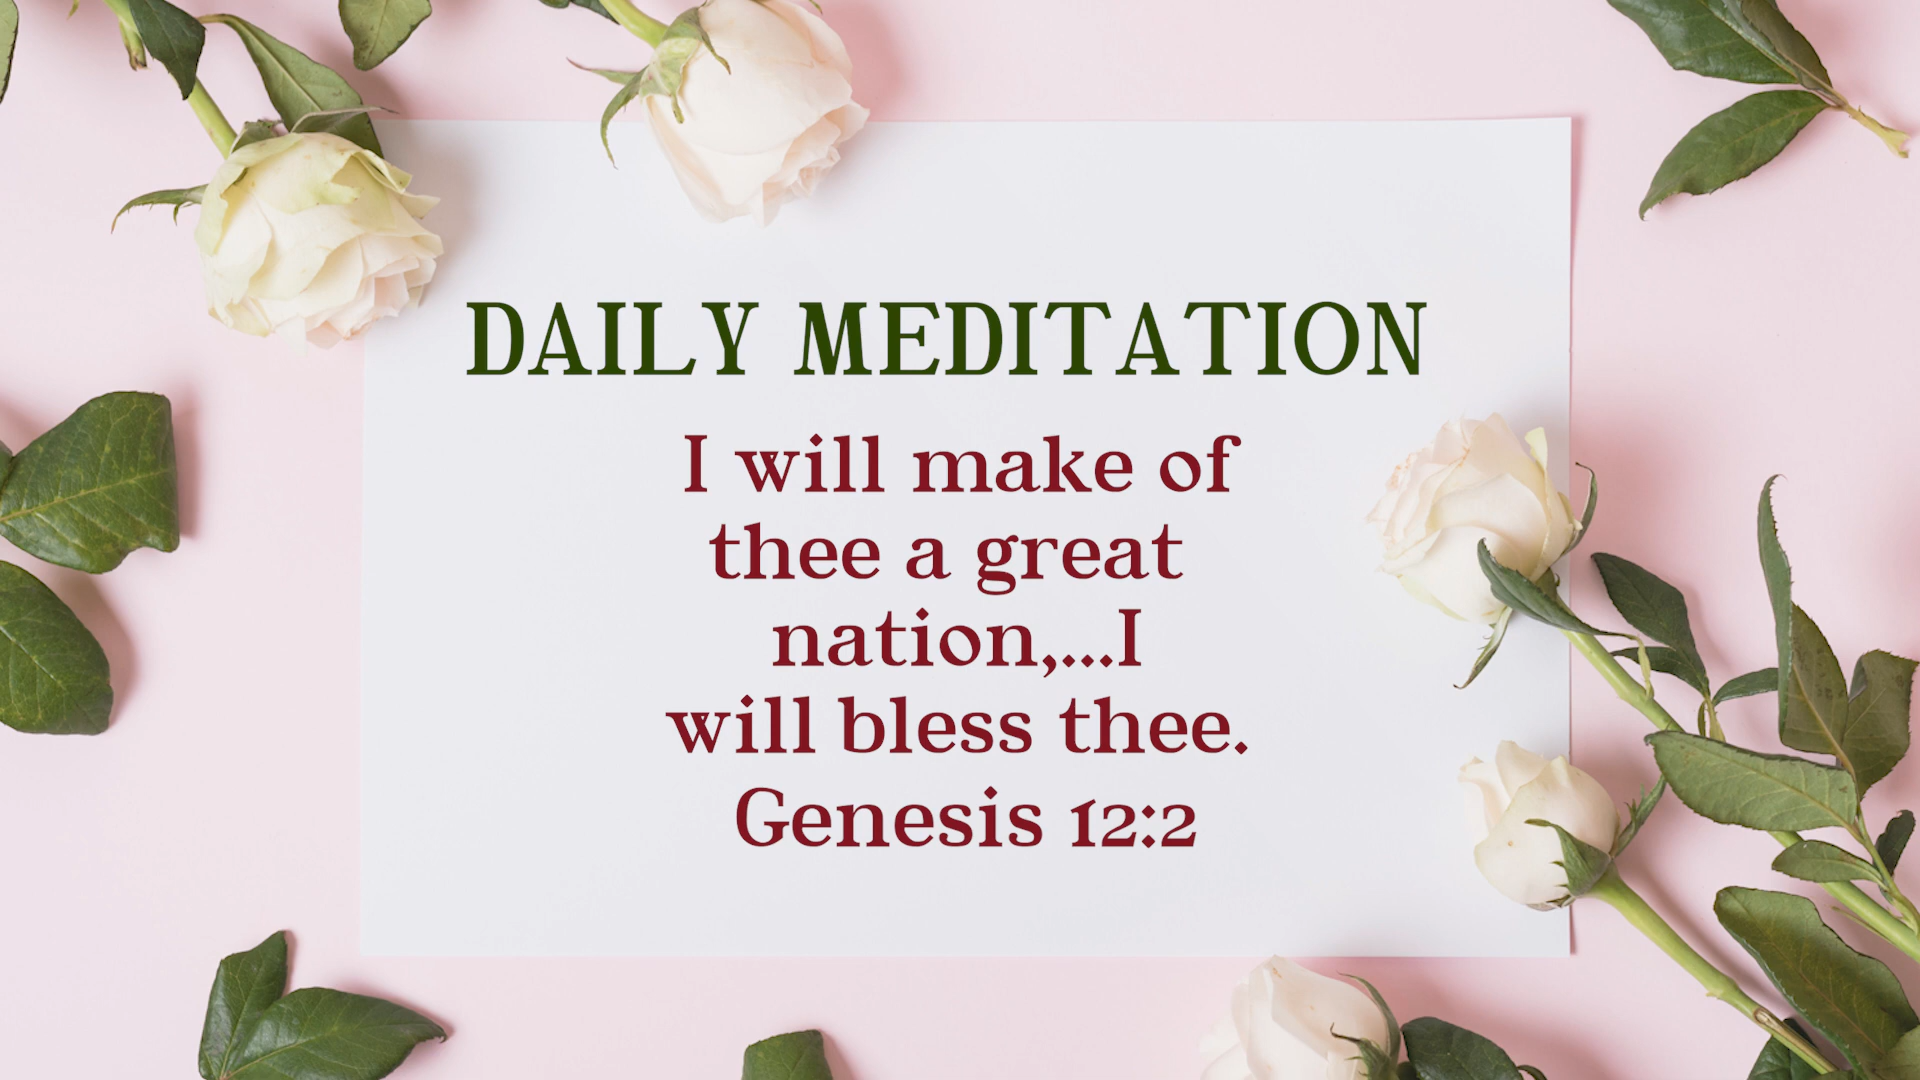 DAILY MEDITATION
I will make of
thee a great
nation,...I
will bless thee.
Genesis 12:2